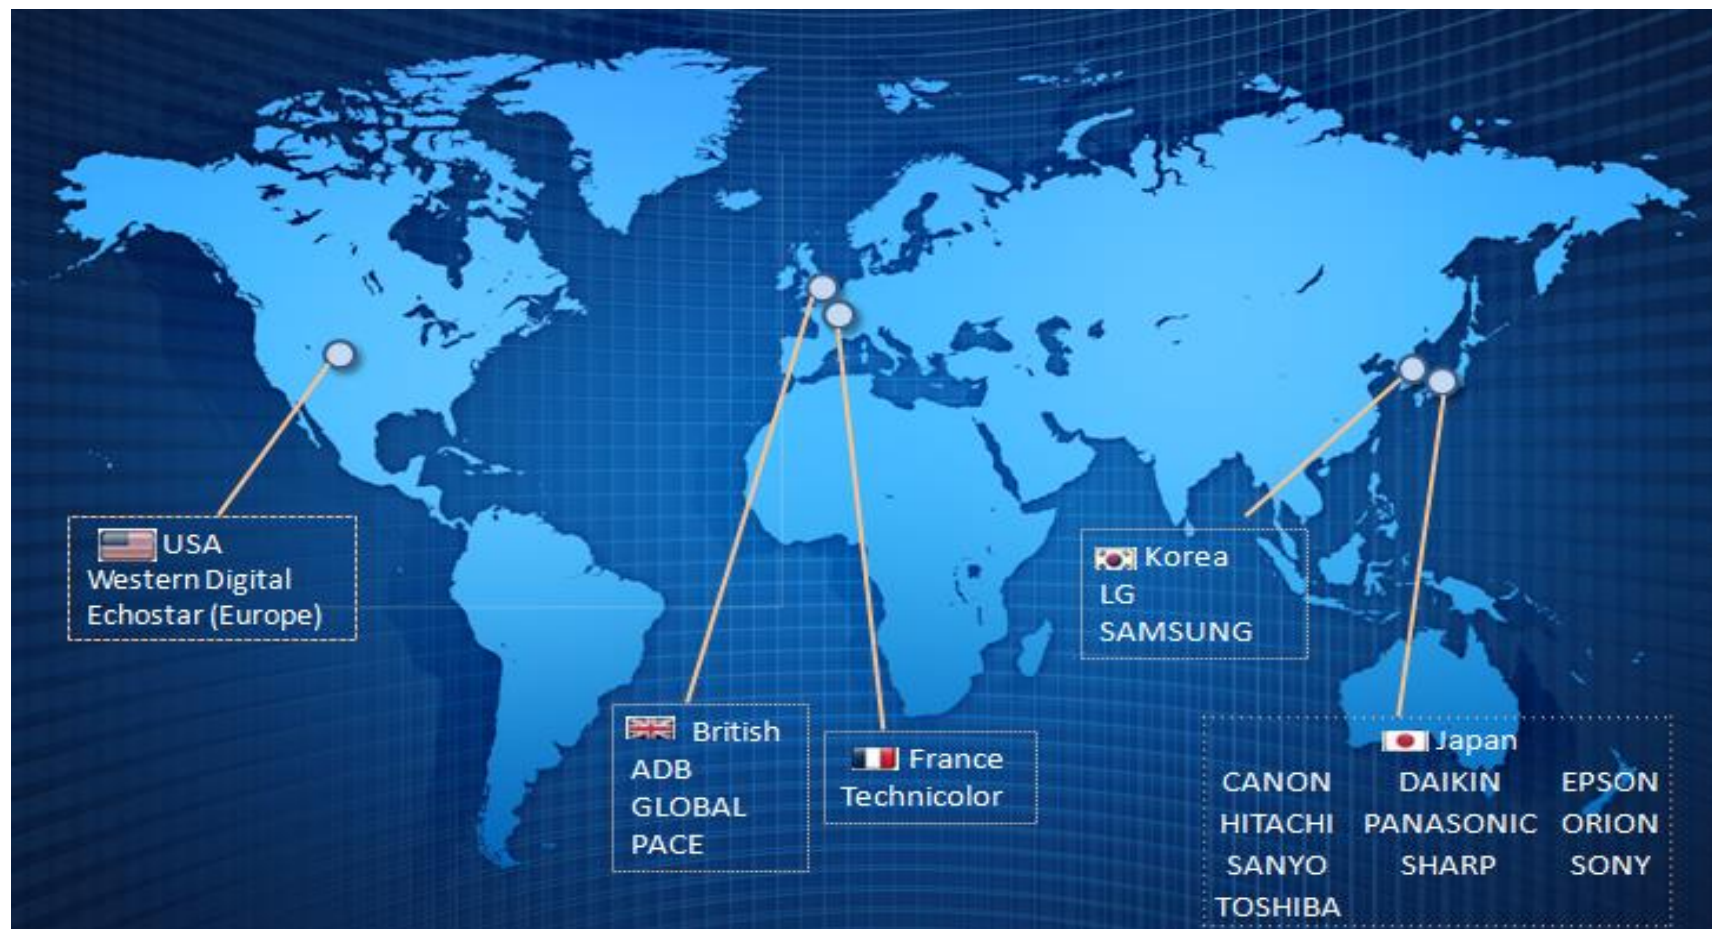 USA
Western Digital
Echostar (Europe)
British
ADB
GLOBAL
PACE
France
Technicolor
Korea
LG
SAMSUNG
Japan
CANON DAIKIN EPSON
HITACHI PANASONIC ORION
SANYO SHARP SONY
TOSHIBA